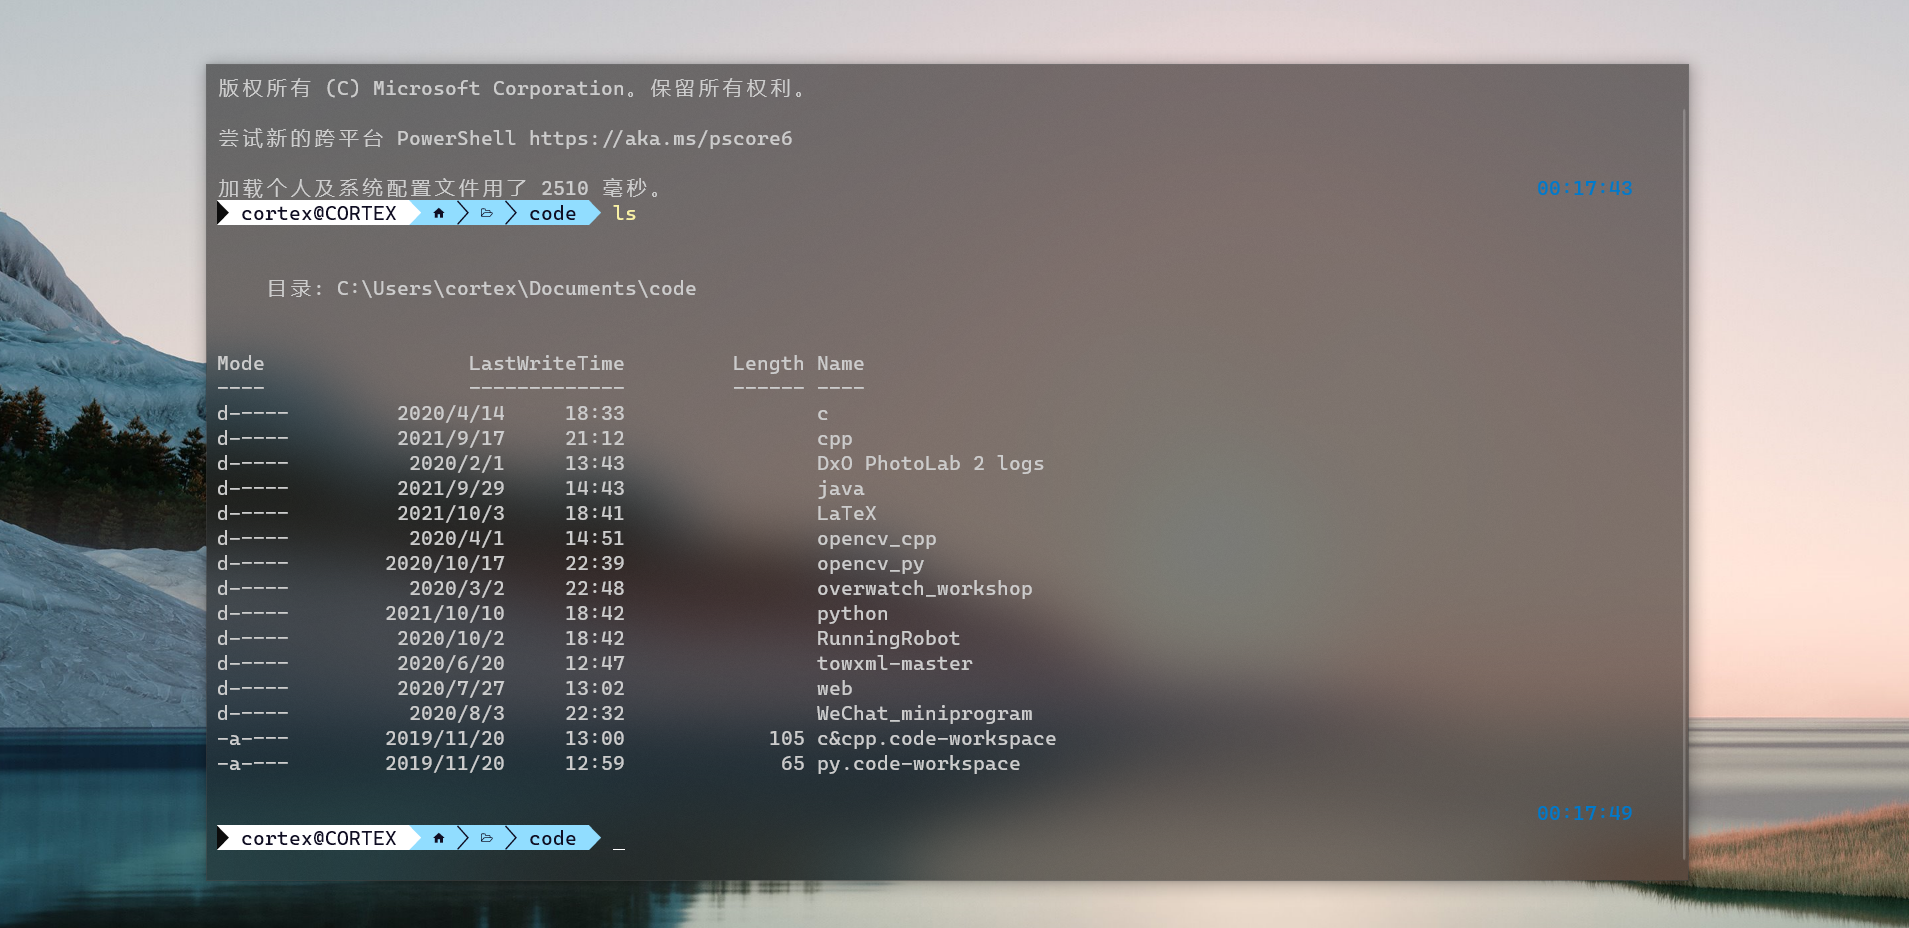 版权所有 (C) Microsoft Corporation。保留所有权利。
尝试新的跨平台 PowerShell https://aka.ms/pscore6
加载个人及系统配置文件用了 2510 毫秒。 00:17:43
cortex@CORTEX code ls
目录: C:\Users\cortex\Documents\code
Mode LastWriteTime Length Name
---- ------------- ------ ----
d----- 2020/4/14 18:33 c
d----- 2021/9/17 21:12 cpp
d----- 2020/2/1 13:43 DxO PhotoLab 2 logs
d----- 2021/9/29 14:43 java
d----- 2021/10/3 18:41 LaTeX
d----- 2020/4/1 14:51 opencv_cpp
d----- 2020/10/17 22:39 opencv_py
d----- 2020/3/2 22:48 overwatch_workshop
d----- 2021/10/10 18:42 python
d----- 2020/10/2 18:42 RunningRobot
d----- 2020/6/20 12:47 towxml-master
d----- 2020/7/27 13:02 web
d----- 2020/8/3 22:32 WeChat_miniprogram
-a---- 2019/11/20 13:00 105 c&cpp.code-workspace
-a---- 2019/11/20 12:59 65 py.code-workspace
00:17:49
cortex@CORTEX code _